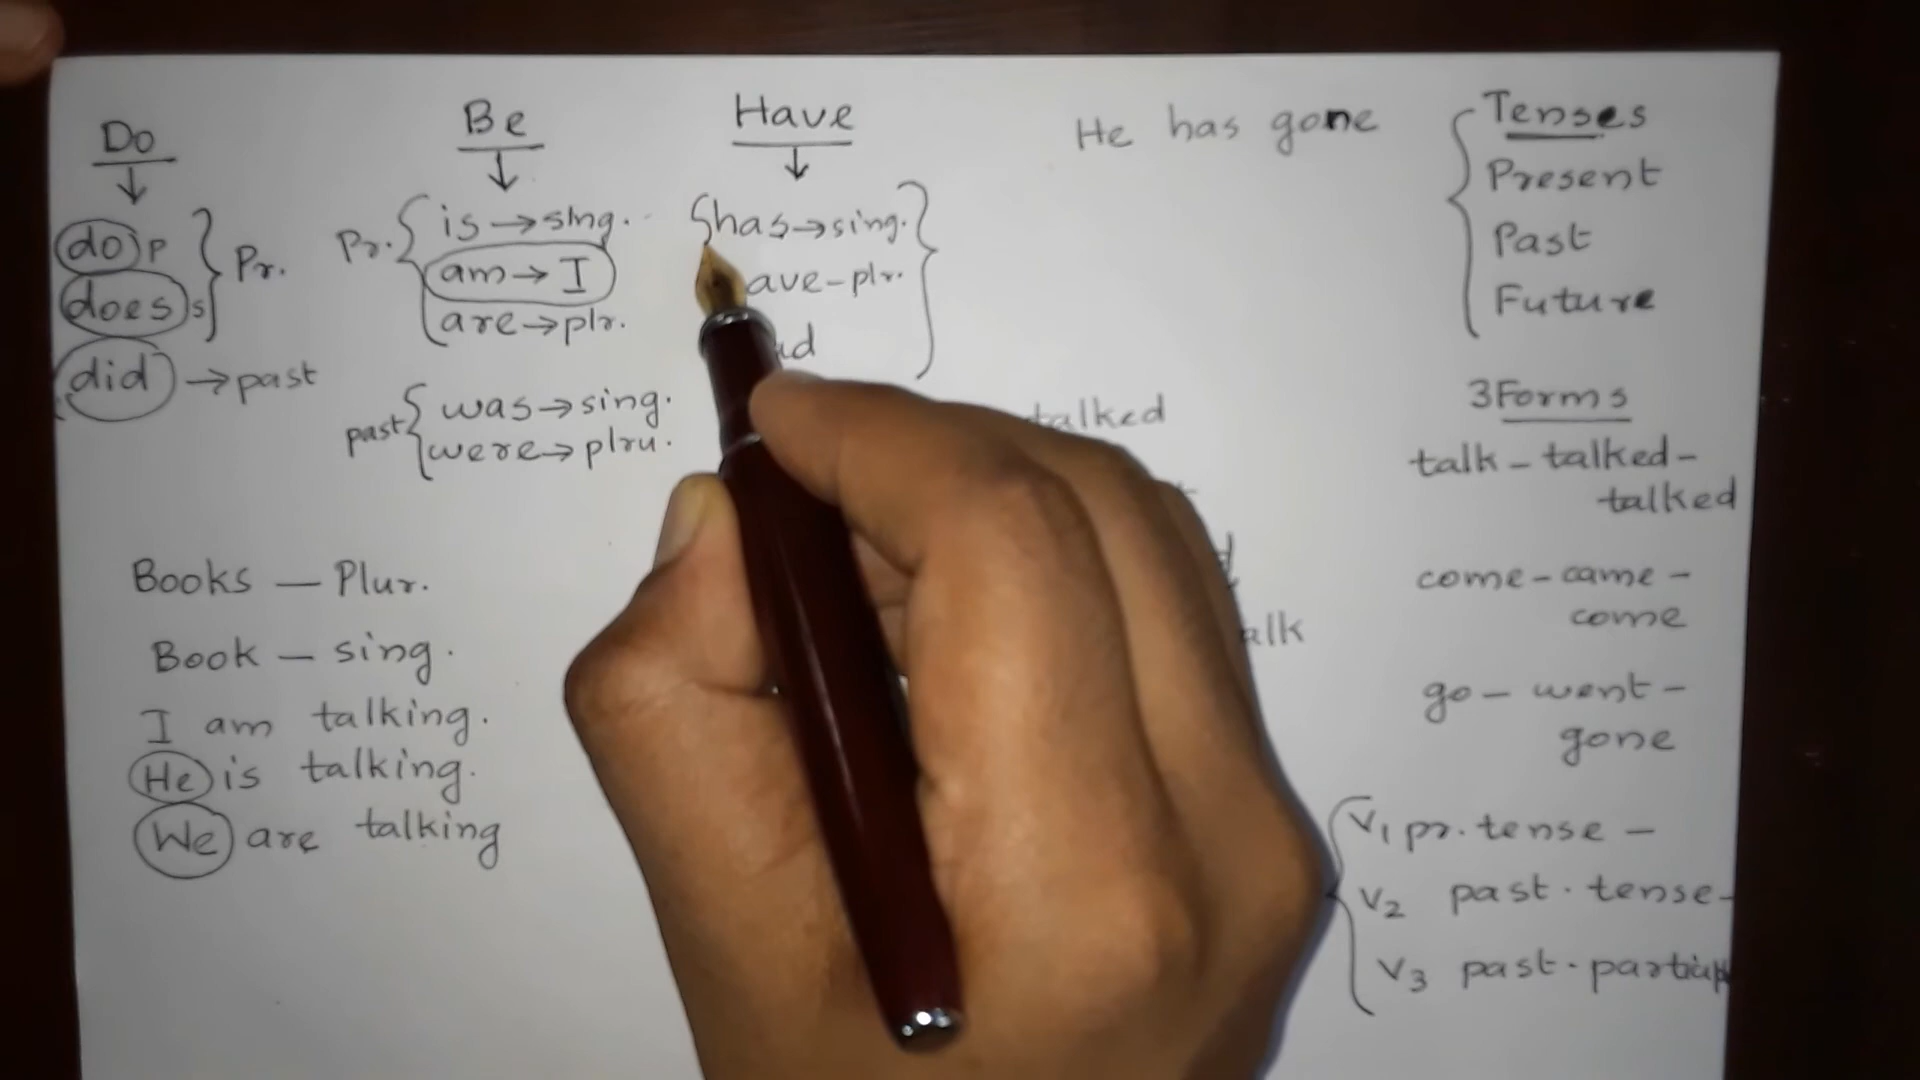 Do
do p
does s
Pr.
did → past
Be
Pr.
is → sing.
am → I
are → plr.
past
was → sing.
were → plru.
Have
has → sing.
ave - plr.
He has gone
talked
Tenses
Present
Past
Future
3 Forms
talk - talked -
talked
come - came -
come
go - went -
gone
V1 pr. tense -
V2 past. tense -
V3 past.
Books — Plur.
Book — sing.
I am talking.
He is talking.
We are talking